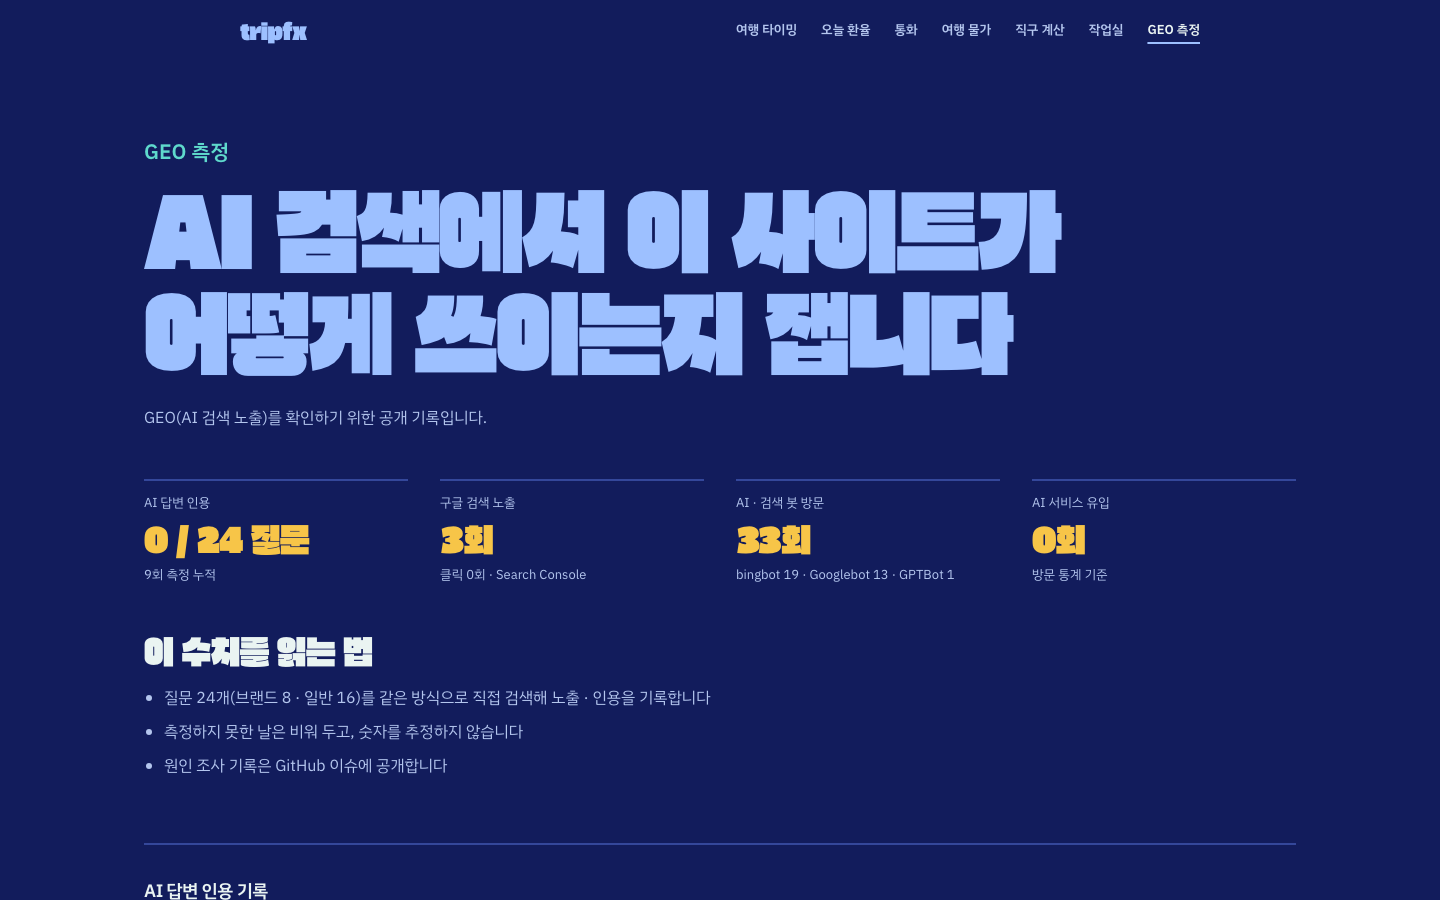 tripfx
여행 타이밍
오늘 환율
통화
여행 물가
직구 계산
작업실
GEO 측정
GEO 측정
AI 검색에서 이 사이트가
어떻게 쓰이는지 잽니다
GEO(AI 검색 노출)를 확인하기 위한 공개 기록입니다.
AI 답변 인용
0 / 24 질문
9회 측정 누적
구글 검색 노출
3회
클릭 0회 · Search Console
AI · 검색 봇 방문
33회
bingbot 19 · Googlebot 13 · GPTBot 1
AI 서비스 유입
0회
방문 통계 기준
이 수치를 읽는 법
질문 24개(브랜드 8 · 일반 16)를 같은 방식으로 직접 검색해 노출 · 인용을 기록합니다
측정하지 못한 날은 비워 두고, 숫자를 추정하지 않습니다
원인 조사 기록은 GitHub 이슈에 공개합니다
AI 답변 인용 기록